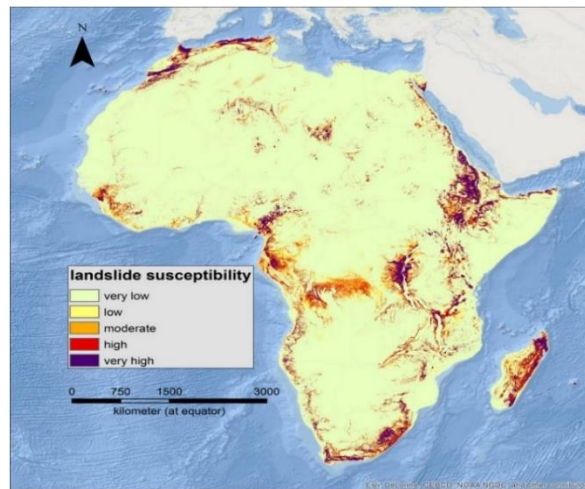 N
landslide susceptibility
very low
low
moderate
high
very high
0 750 1500 3000
kilometer (at equator)